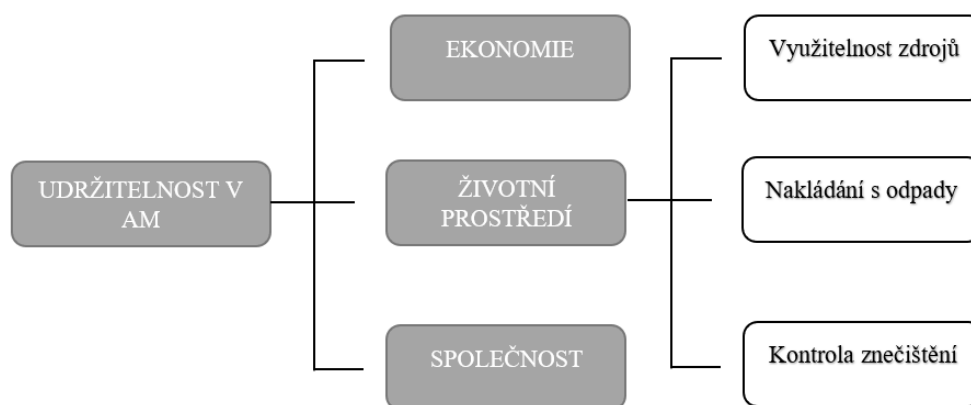 EKONOMIE
Využitelnost zdrojů
UDRŽITELNOST V
AM
ŽIVOTNÍ
PROSTŘEDÍ
Nakládání s odpady
SPOLEČNOST
Kontrola znečištění